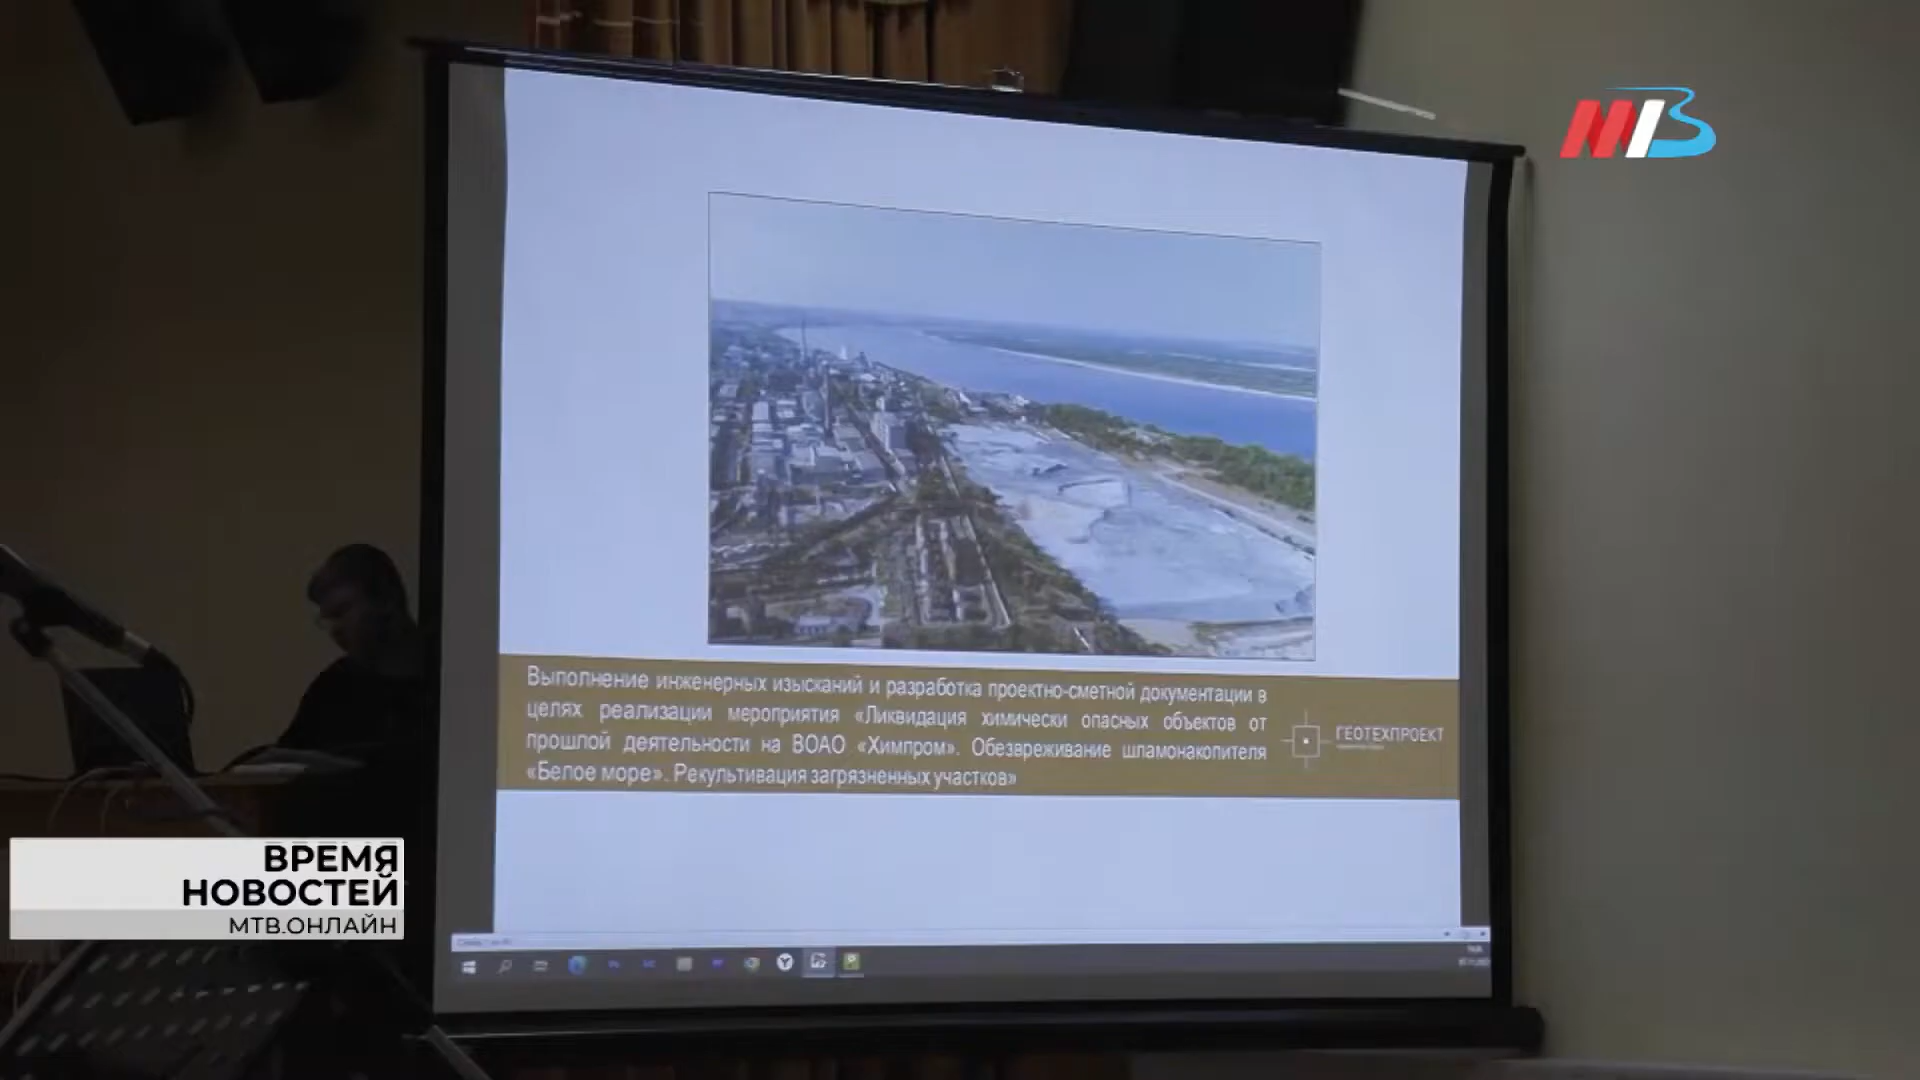 МТВ
Выполнение инженерных изысканий и разработка проектно-сметной документации в
целях реализации мероприятия «Ликвидация химически опасных объектов от
прошлой деятельности на ВОАО «Химпром». Обезвреживание шламонакопителя
«Белое море». Рекультивация загрязненных участков»
ГЕОТЕХПРОЕКТ
ВРЕМЯ
НОВОСТЕЙ
МТВ.ОНЛАЙН